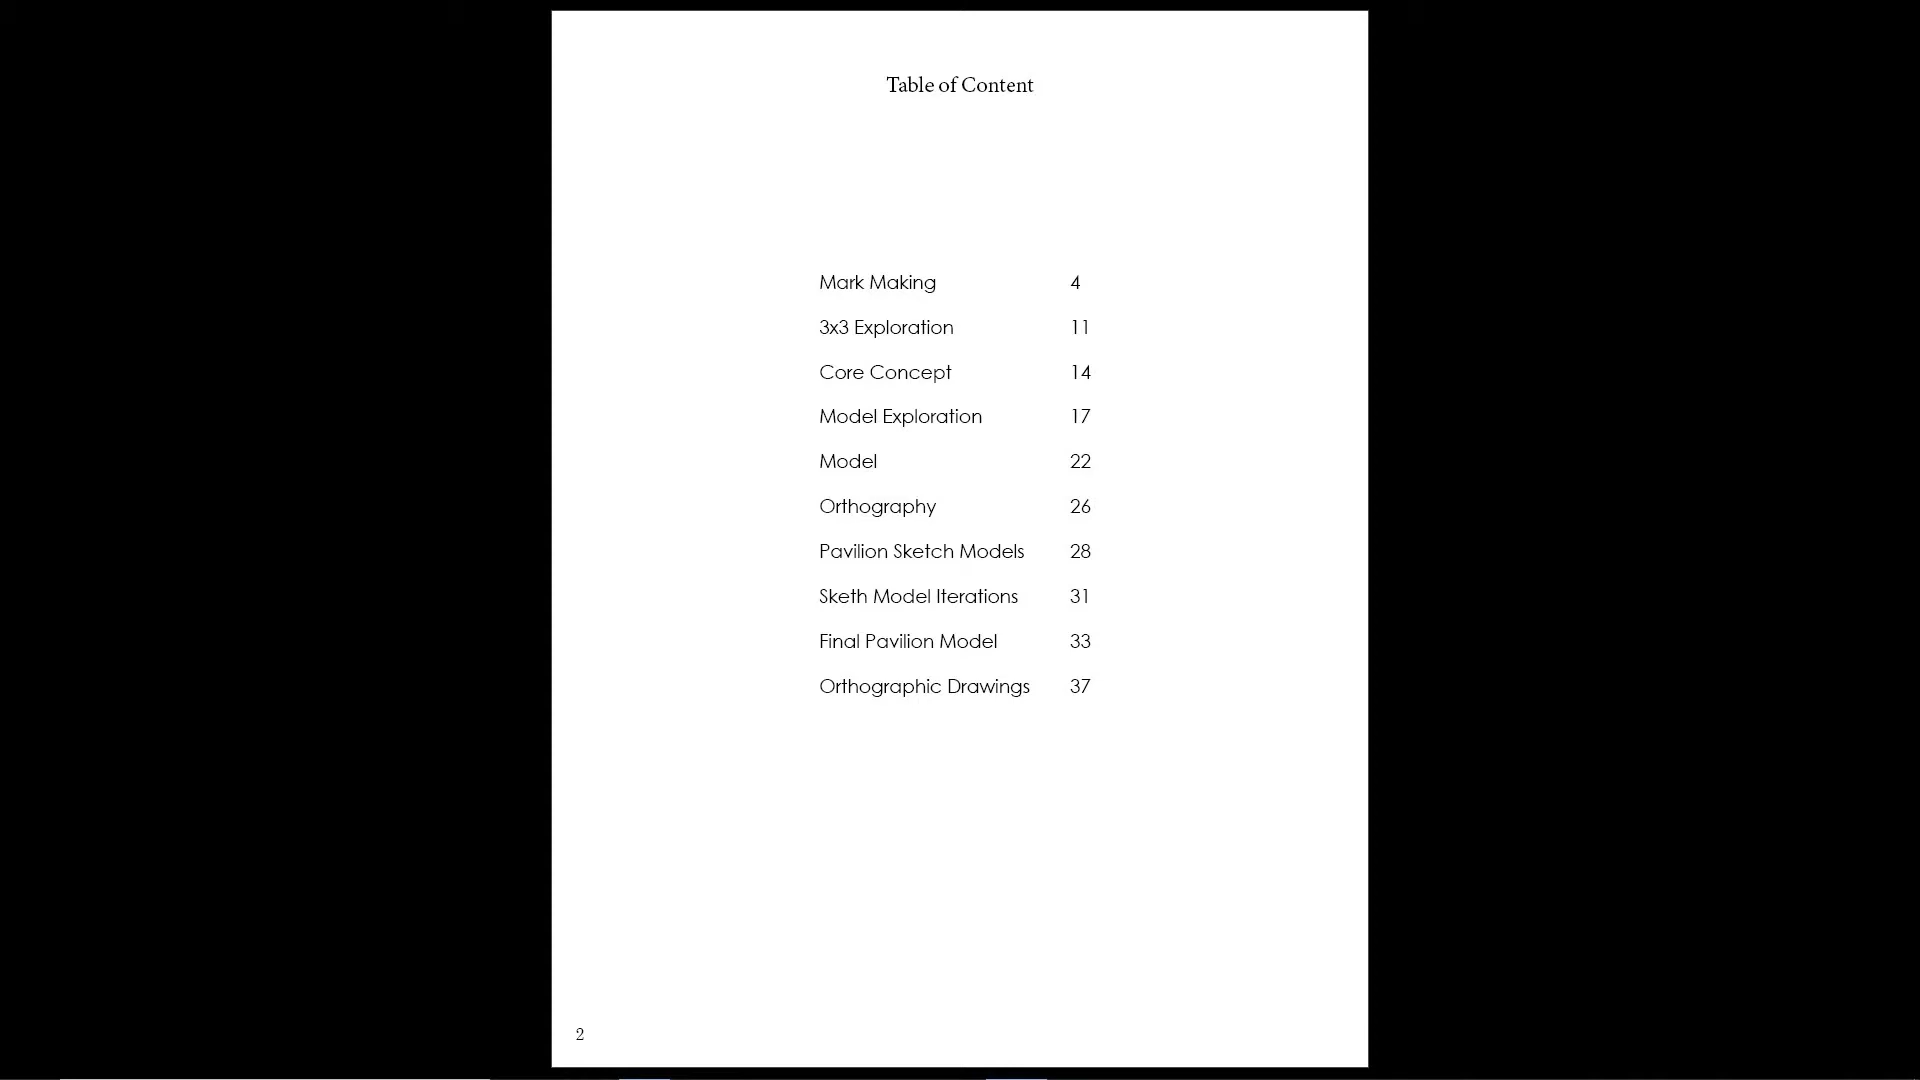 Table of Content
Mark Making 4
3x3 Exploration 11
Core Concept 14
Model Exploration 17
Model 22
Orthography 26
Pavilion Sketch Models 28
Sketh Model Iterations 31
Final Pavilion Model 33
Orthographic Drawings 37
2